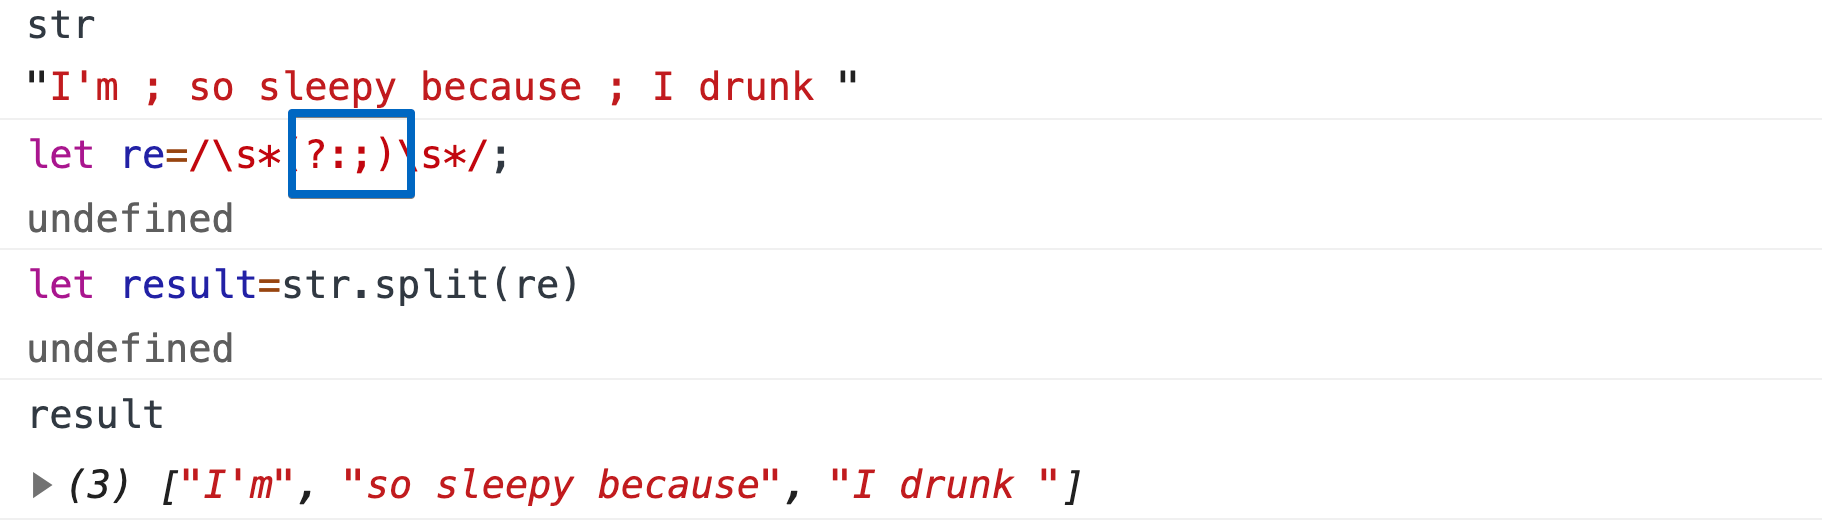 str
"I'm ; so sleepy because ; I drunk "
let re=/\s*(?:;)\s*/;
undefined
let result=str.split(re)
undefined
result
▶(3) ["I'm", "so sleepy because", "I drunk "]